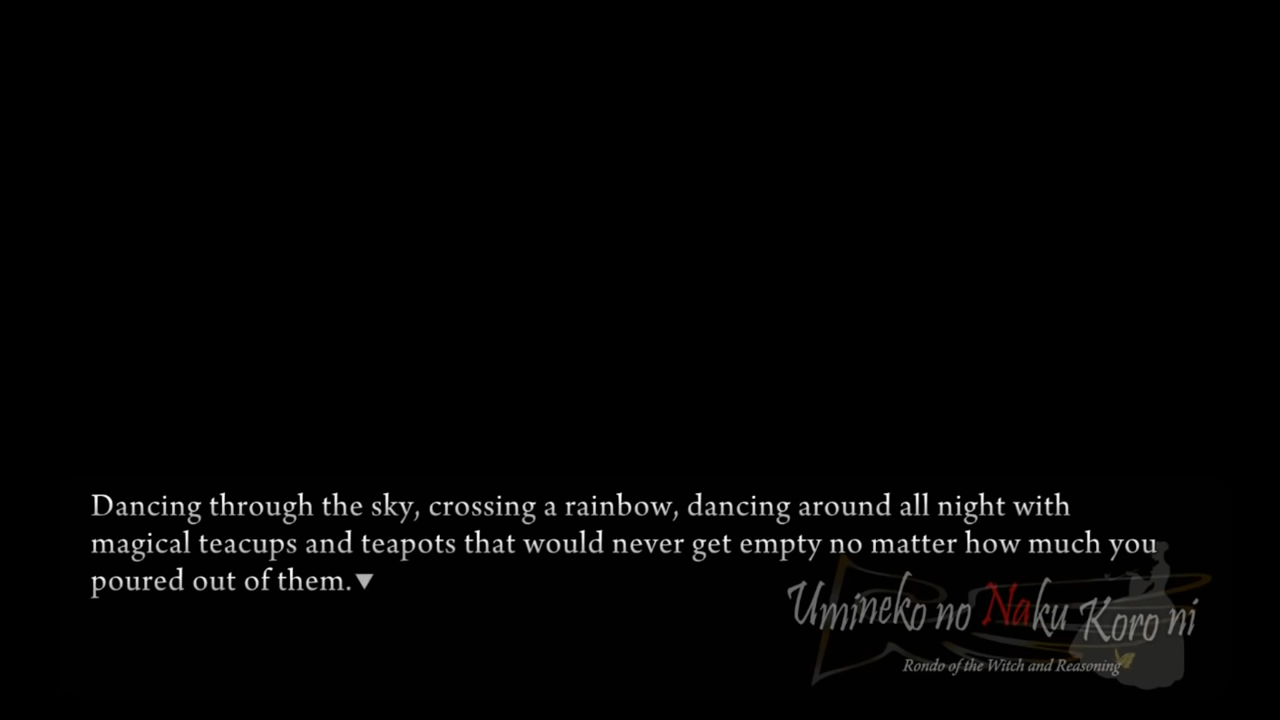 Dancing through the sky, crossing a rainbow, dancing around all night with
magical teacups and teapots that would never get empty no matter how much you
poured out of them.▼
Umineko no Naku Koro ni
Rondo of the Witch and Reasoning